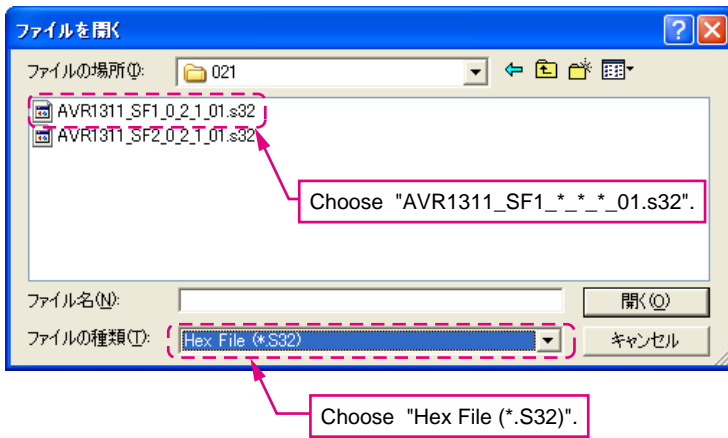 ファイルを開く
ファイルの場所(I):
021
AVR1311_SF1_0_2_1_01.s32
AVR1311_SF2_0_2_1_01.s32
Choose "AVR1311_SF1_*_*_*_01.s32".
ファイル名(N):
開く(O)
ファイルの種類(T):
Hex File (*.S32)
キャンセル
Choose "Hex File (*.S32)".